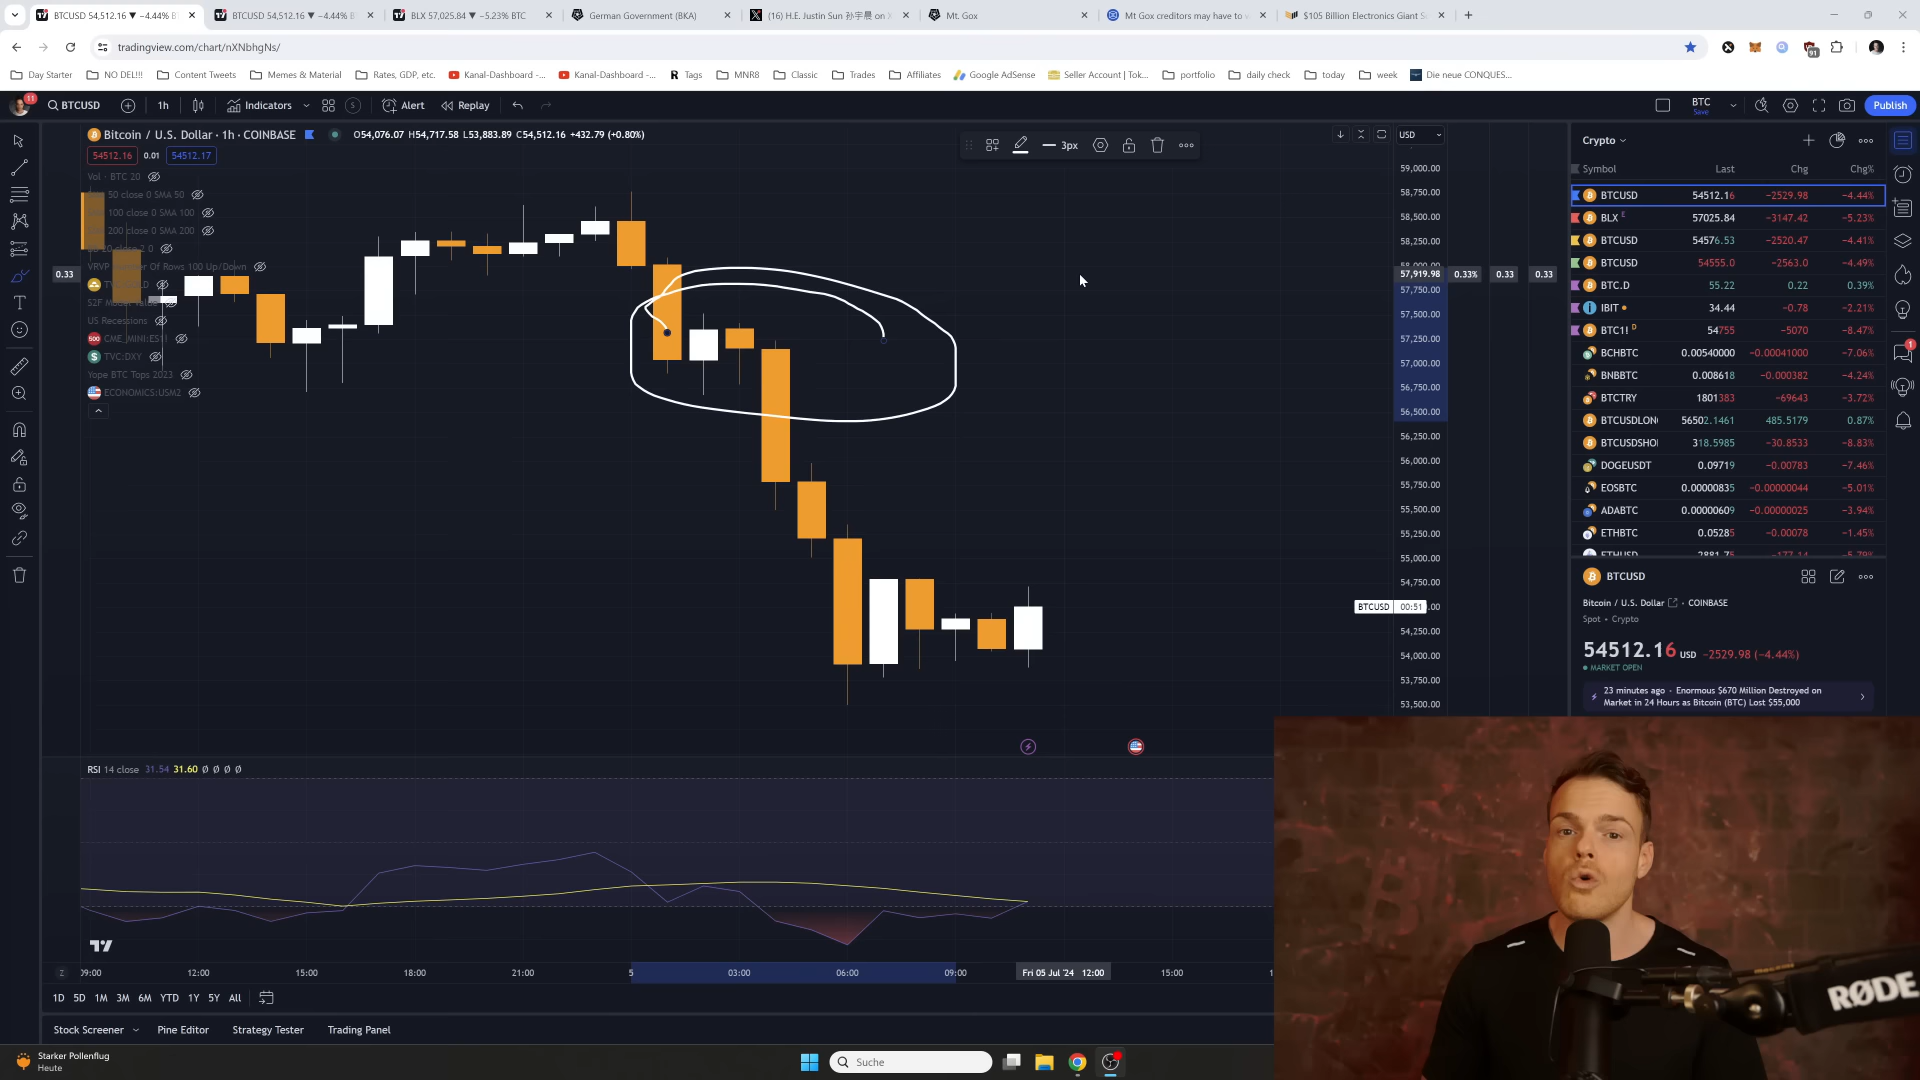 BTCUSD 54,512.16 ▼ −4.44% B
BTCUSD 54,512.16 ▼ −4.44% B
BLX 57,025.84 ▼ −5.23% BTC
German Government (BKA)
(16) H.E. Justin Sun 孙宇晨 on X
Mt. Gox
Mt Gox creditors may have to w
$105 Billion Electronics Giant S
tradingview.com/chart/nXNbhgNs/
91
Day Starter
NO DEL!!!
Content Tweets
Memes & Material
Rates, GDP, etc.
Kanal-Dashboard -...
Kanal-Dashboard -...
Tags
MNR8
Classic
Trades
Affiliates
Google AdSense
Seller Account | Tok...
portfolio
daily check
today
week
Die neue CONQUES...
11
BTCUSD
1h
Indicators
Alert
Replay
BTC
Save
Publish
Bitcoin / U.S. Dollar · 1h · COINBASE
O54,076.07 H54,717.58 L53,883.89 C54,512.16 +432.79 (+0.80%)
54512.16 0.01 54512.17
Vol · BTC 20
50 close 0 SMA 50
100 close 0 SMA 100
200 close 0 SMA 200
20 close 2 0
VRVP Number Of Rows 100 Up/Down
S2F Model Value
US Recessions
CME_MINI:ES1!
TVC:DXY
Yope BTC Tops 2023
ECONOMICS:USM2
0.33
3px
USD
59,000.00
58,750.00
58,500.00
58,250.00
58,000.00
57,919.98 0.33% 0.33 0.33
57,750.00
57,500.00
57,250.00
57,000.00
56,750.00
56,500.00
56,250.00
56,000.00
55,750.00
55,500.00
55,250.00
55,000.00
54,750.00
BTCUSD 00:51 .00
54,250.00
54,000.00
53,750.00
53,500.00
Crypto
Symbol Last Chg Chg%
BTCUSD 54512.16 −2529.98 −4.44%
BLX E 57025.84 −3147.42 −5.23%
BTCUSD 54576.53 −2520.47 −4.41%
BTCUSD 54555.0 −2563.0 −4.49%
BTC.D 55.22 0.22 0.39%
IBIT 34.44 −0.78 −2.21%
BTC1! D 54755 −5070 −8.47%
BCHBTC 0.00540000 −0.00041000 −7.06%
BNBBTC 0.008618 −0.000382 −4.24%
BTCTRY 1801383 −69643 −3.72%
BTCUSDLON 56502.1461 485.5179 0.87%
BTCUSDSHO 318.5985 −30.8533 −8.83%
DOGEUSDT 0.09719 −0.00783 −7.46%
EOSBTC 0.00000835 −0.00000044 −5.01%
ADABTC 0.00000609 −0.00000025 −3.94%
ETHBTC 0.05285 −0.00078 −1.45%
ETHUSD 2881.75 −177.14 −5.79%
1
BTCUSD
Bitcoin / U.S. Dollar · COINBASE
Spot · Crypto
54512.16 USD −2529.98 (−4.44%)
MARKET OPEN
23 minutes ago · Enormous $670 Million Destroyed on
Market in 24 Hours as Bitcoin (BTC) Lost $55,000
RSI 14 close 31.54 31.60 Ø Ø Ø Ø
Z 09:00 12:00 15:00 18:00 21:00 5 03:00 06:00 09:00 Fri 05 Jul '24 12:00 15:00
1D 5D 1M 3M 6M YTD 1Y 5Y All
Stock Screener
Pine Editor
Strategy Tester
Trading Panel
RØDE
Starker Pollenflug
Heute
Suche